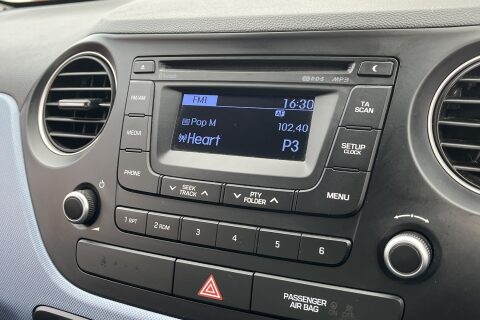 RDS MP3
FM1 16:30
AF
Pop M 102.40
Heart P3
FM/AM
MEDIA
PHONE
TA
SCAN
SETUP
CLOCK
MENU
SEEK
TRACK
PTY
FOLDER
1 RPT 2 RDM 3 4 5 6
PASSENGER
AIR BAG